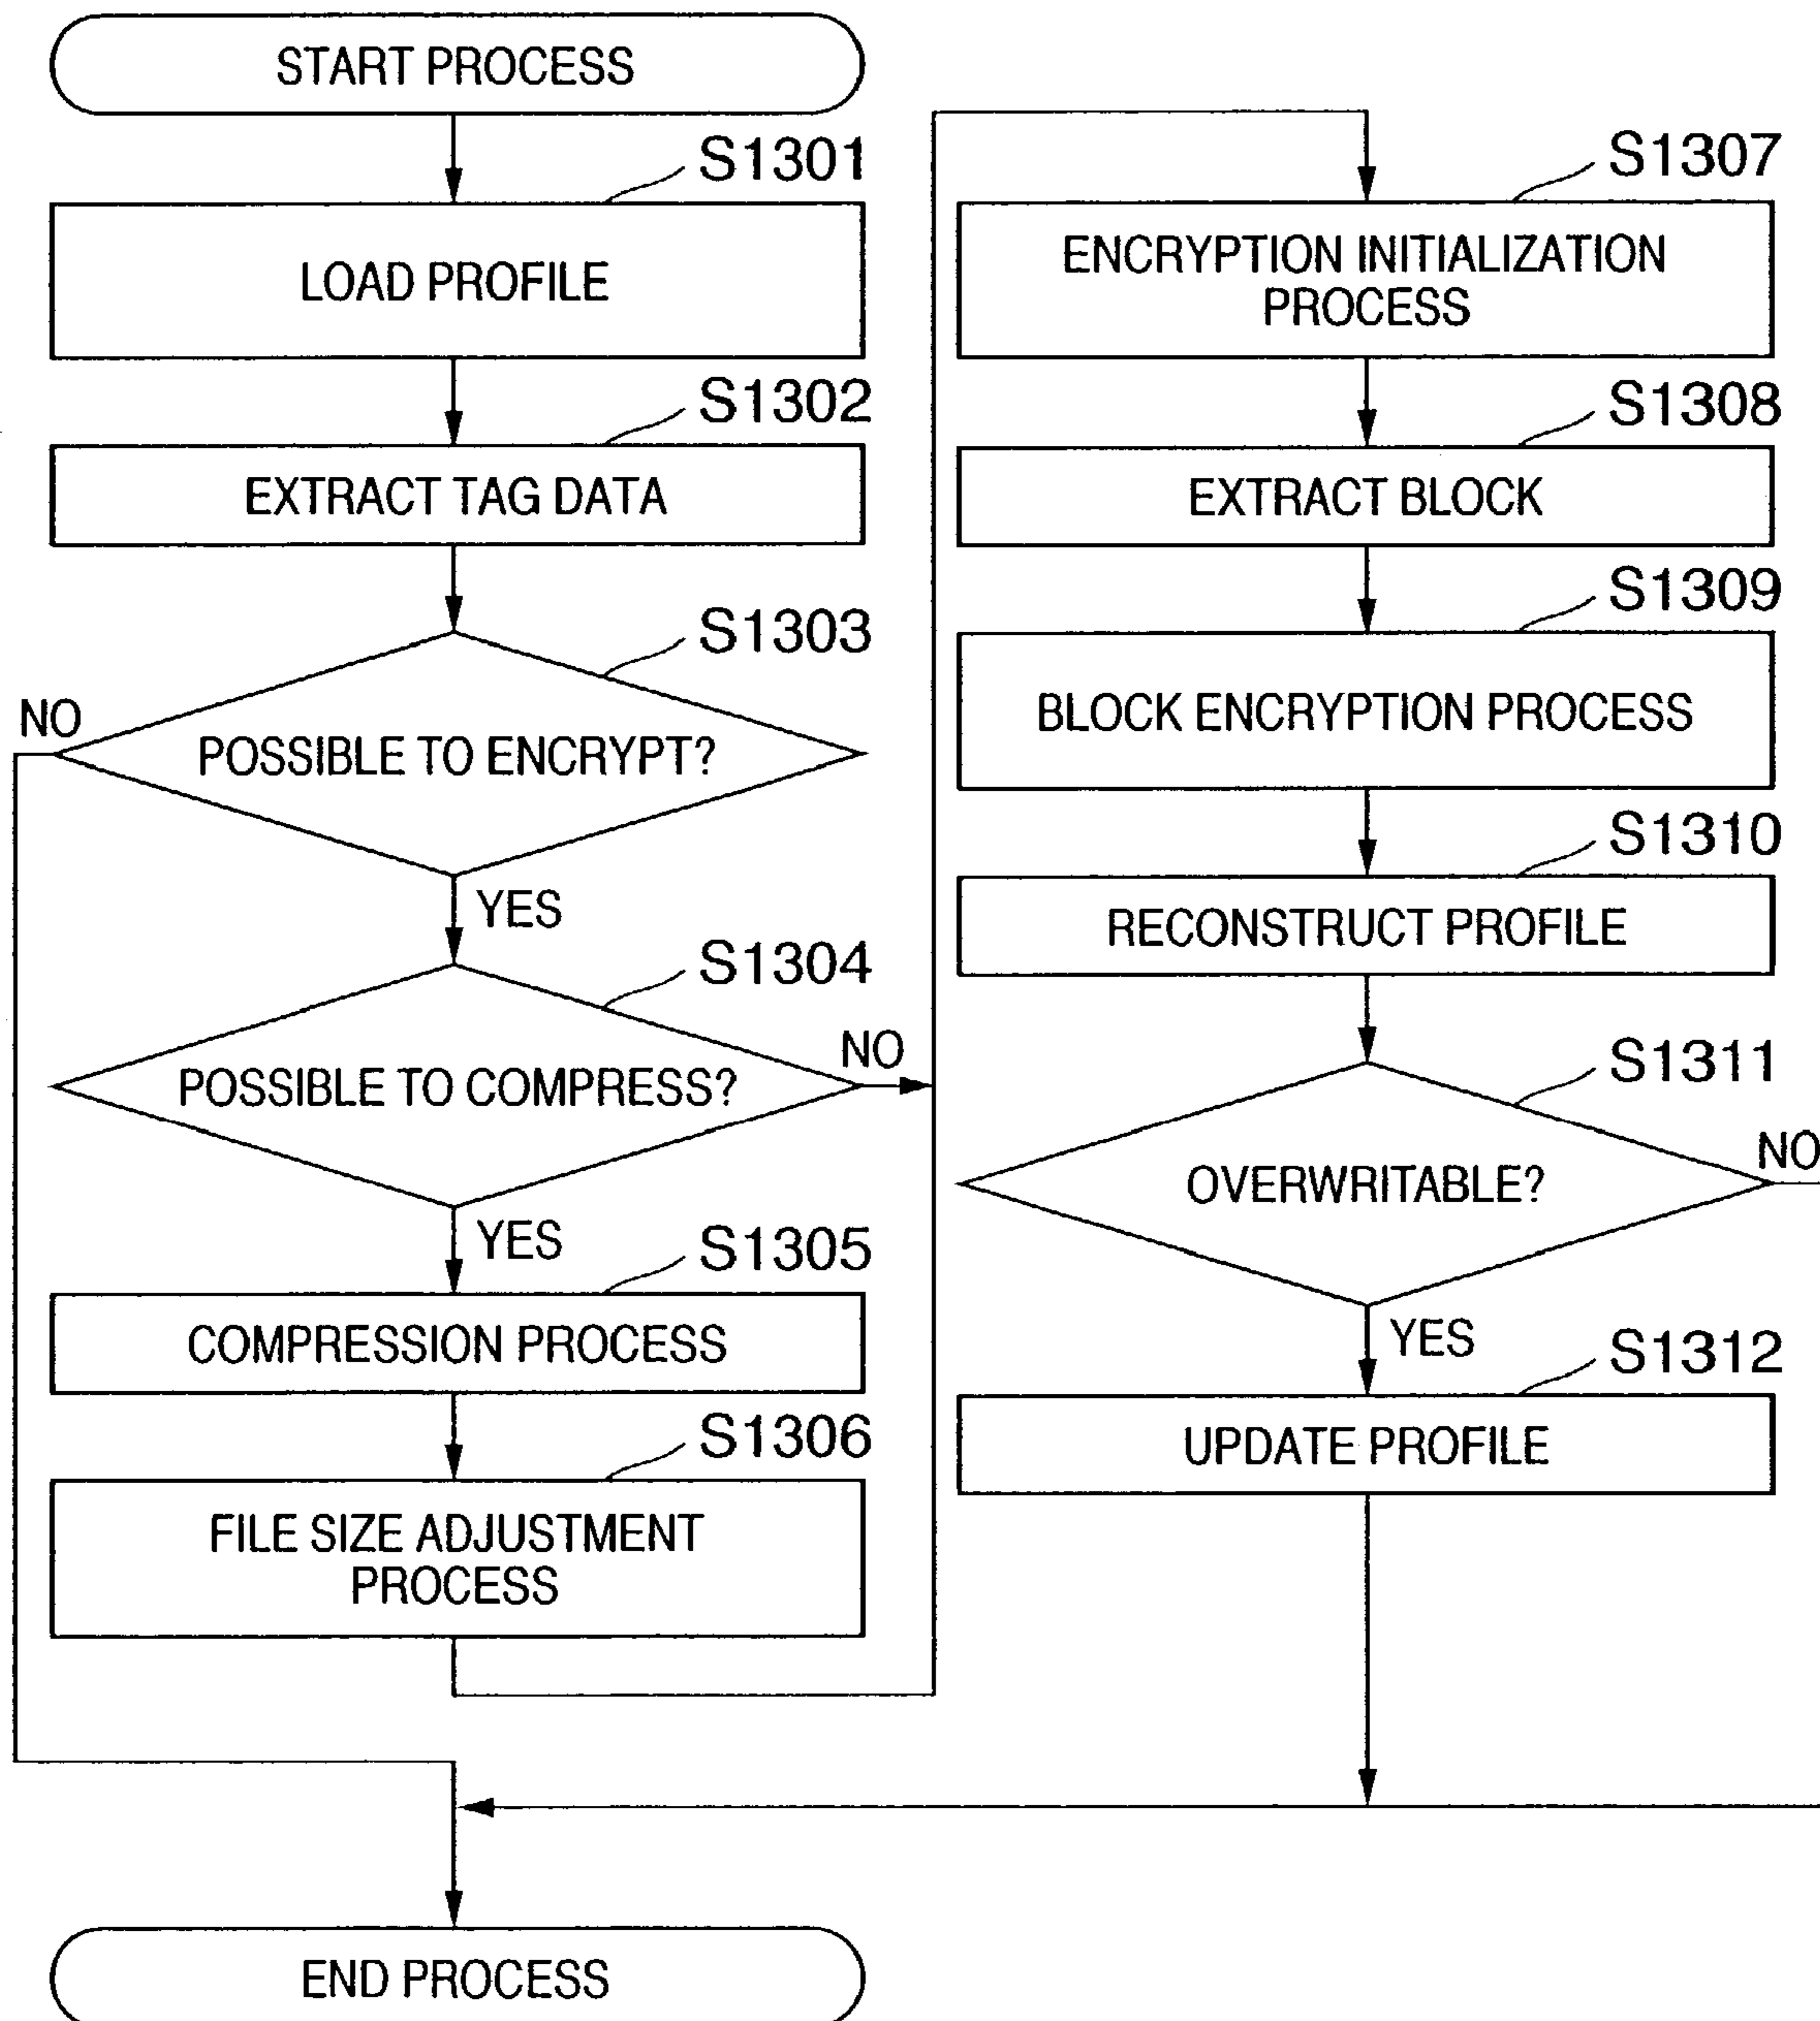 START PROCESS
S1301
LOAD PROFILE
S1302
EXTRACT TAG DATA
S1303
NO
POSSIBLE TO ENCRYPT?
YES
S1304
NO
POSSIBLE TO COMPRESS?
YES
S1305
COMPRESSION PROCESS
S1306
FILE SIZE ADJUSTMENT
PROCESS
S1307
ENCRYPTION INITIALIZATION
PROCESS
S1308
EXTRACT BLOCK
S1309
BLOCK ENCRYPTION PROCESS
S1310
RECONSTRUCT PROFILE
S1311
NO
OVERWRITABLE?
YES
S1312
UPDATE PROFILE
END PROCESS